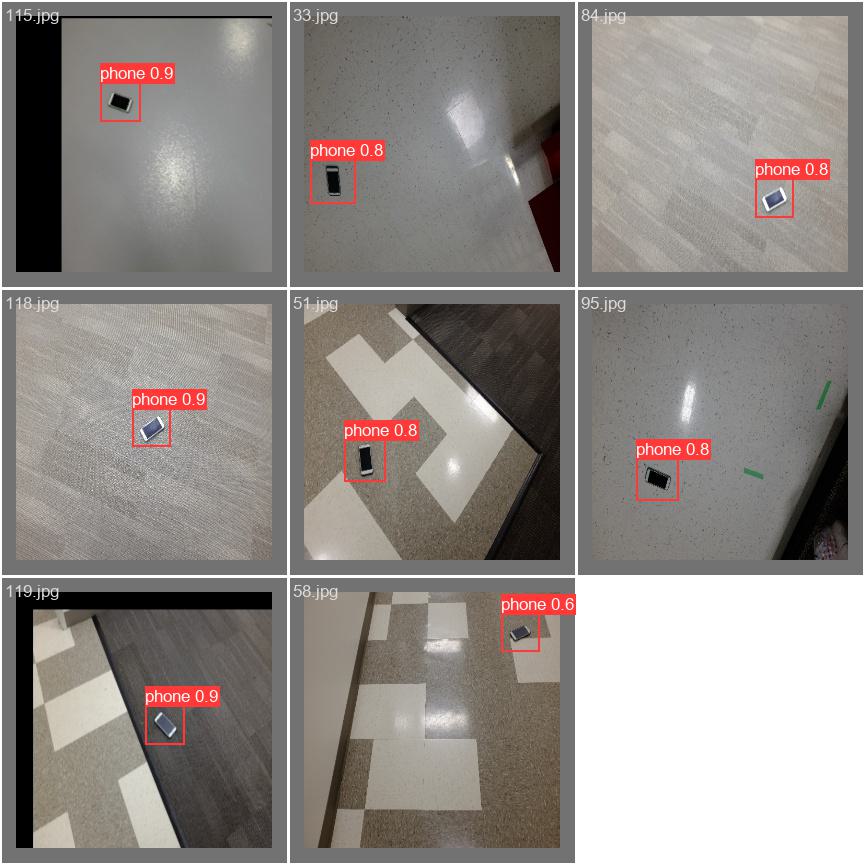 115.jpg
phone 0.9
33.jpg
phone 0.8
84.jpg
phone 0.8
118.jpg
phone 0.9
51.jpg
phone 0.8
95.jpg
phone 0.8
119.jpg
phone 0.9
58.jpg
phone 0.6